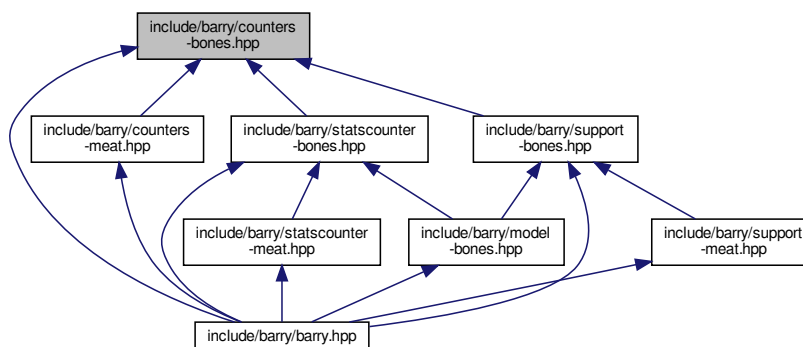 include/barry/counters
-bones.hpp
include/barry/counters
-meat.hpp
include/barry/statscounter
-bones.hpp
include/barry/support
-bones.hpp
include/barry/statscounter
-meat.hpp
include/barry/model
-bones.hpp
include/barry/support
-meat.hpp
include/barry/barry.hpp